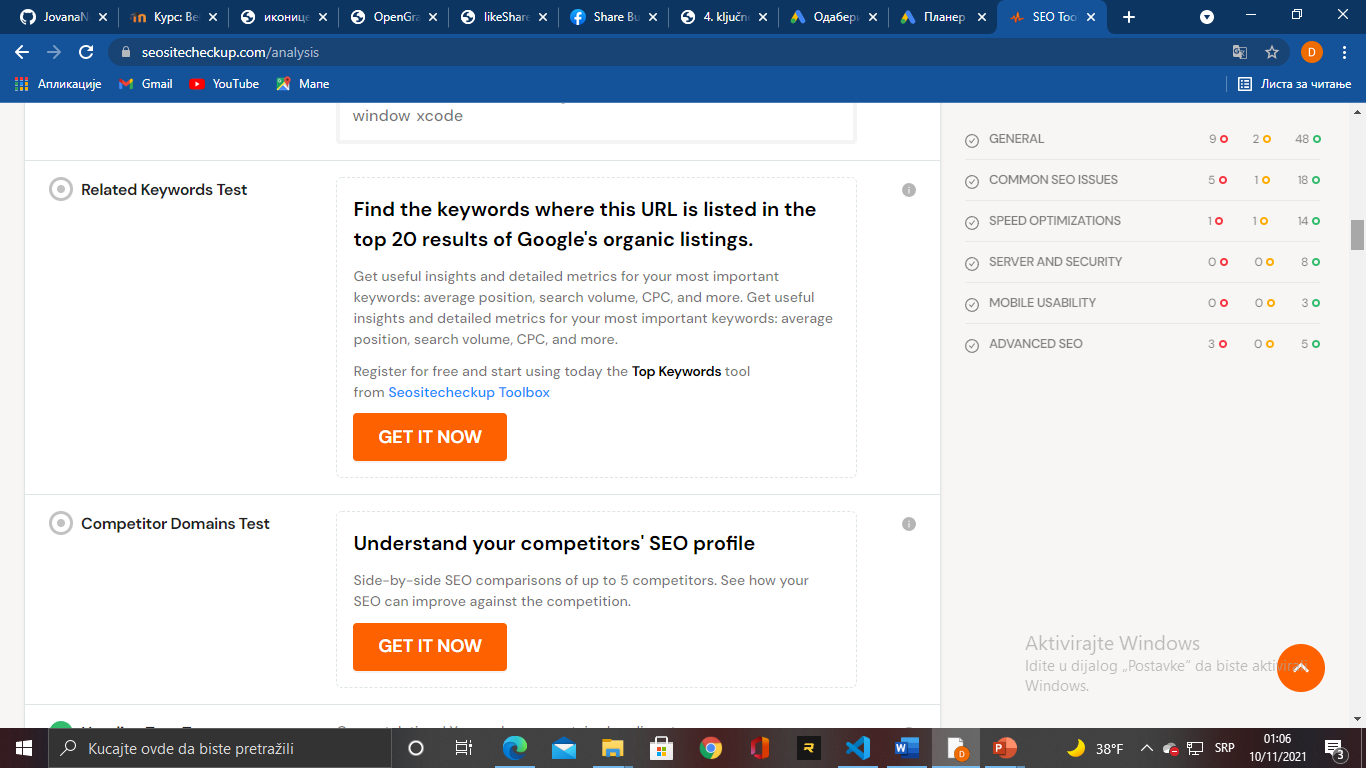 JovanaN
Курс: Ве
иконице
OpenGra
likeShare
Share Bu
4. ključn
Одабери
Планер
SEO Too
seositecheckup.com/analysis
D
Апликације
Gmail
YouTube
Мапе
Листа за читање
window xcode
Related Keywords Test
Find the keywords where this URL is listed in the
top 20 results of Google's organic listings.
Get useful insights and detailed metrics for your most important
keywords: average position, search volume, CPC, and more. Get useful
insights and detailed metrics for your most important keywords: average
position, search volume, CPC, and more.
Register for free and start using today the Top Keywords tool
from Seositecheckup Toolbox
GET IT NOW
Competitor Domains Test
Understand your competitors' SEO profile
Side-by-side SEO comparisons of up to 5 competitors. See how your
SEO can improve against the competition.
GET IT NOW
GENERAL 9 2 48
COMMON SEO ISSUES 5 1 18
SPEED OPTIMIZATIONS 1 1 14
SERVER AND SECURITY 0 0 8
MOBILE USABILITY 0 0 3
ADVANCED SEO 3 0 5
Aktivirajte Windows
Idite u dijalog „Postavke“ da biste aktivirali
Windows.
Kucajte ovde da biste pretražili
38°F
SRP
01:06
10/11/2021
3